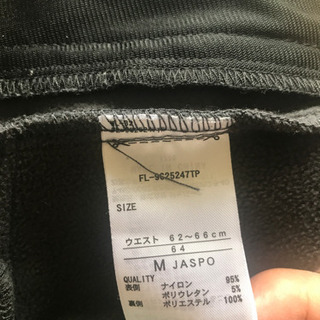 FL-9C25247TP
SIZE
ウエスト 62~66cm
64
M JASPO
QUALITY 95%
表側 ナイロン 5%
ポリウレタン 100%
裏側 ポリエステル